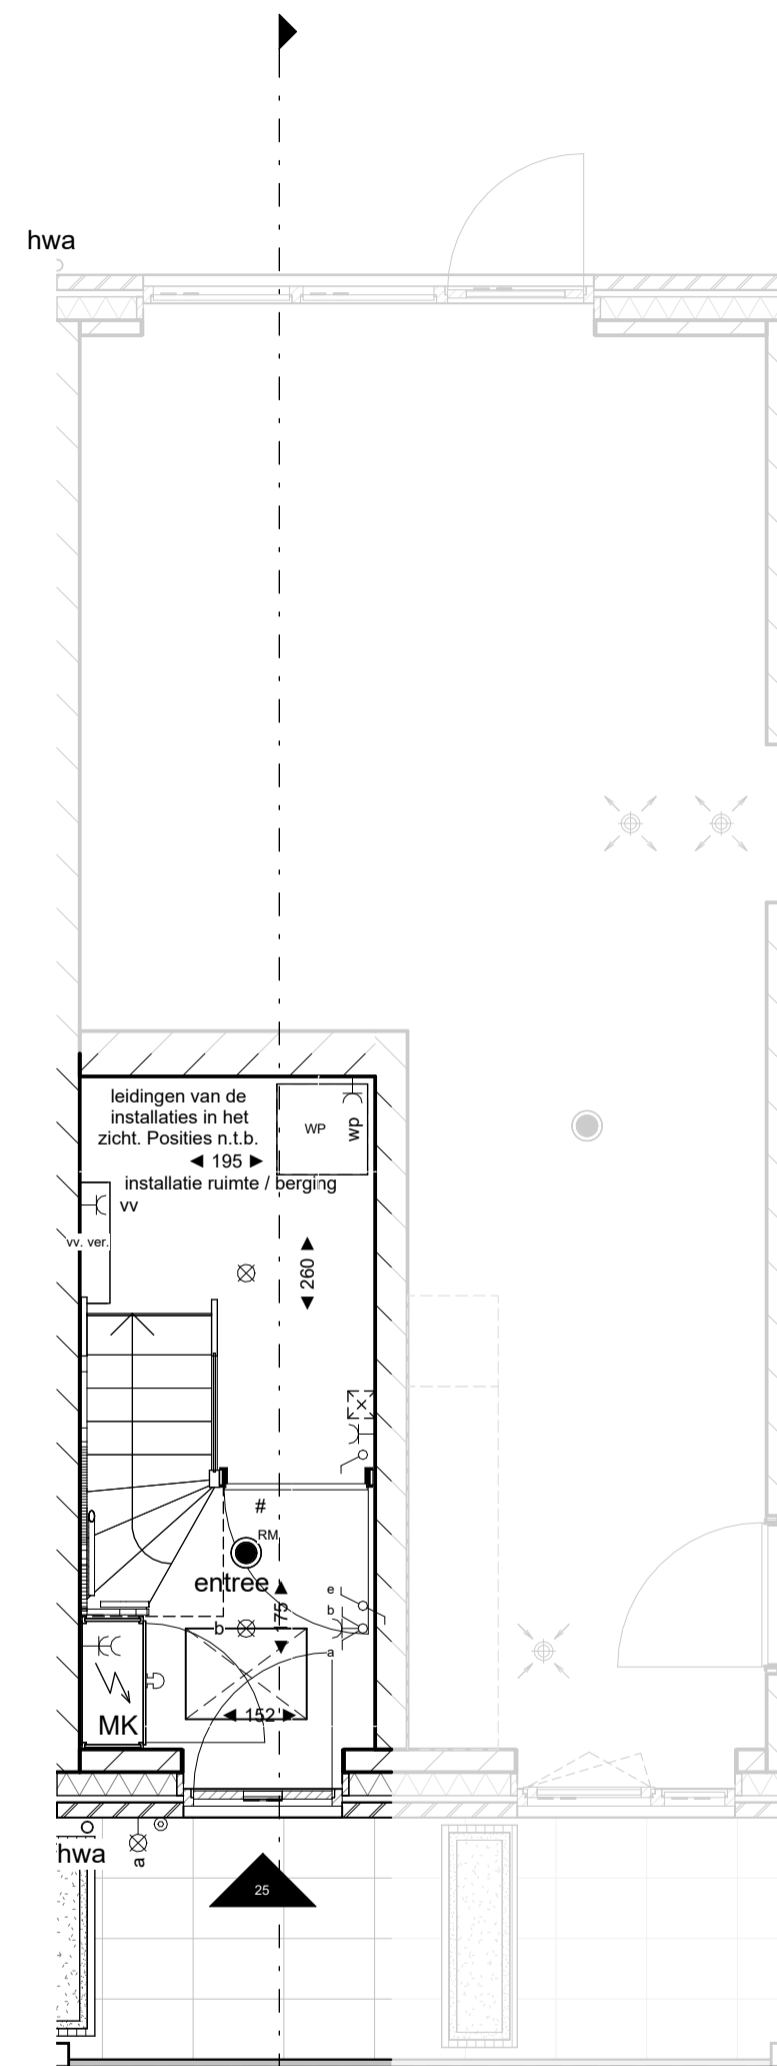 hwa
leidingen van de
installaties in het
zicht. Posities n.t.b.
WP
wp
195
installatie ruimte / berging
vv
vv. ver.
260
#
RM
entree
e
b
175
b
a
MK
152
hwa
a
25